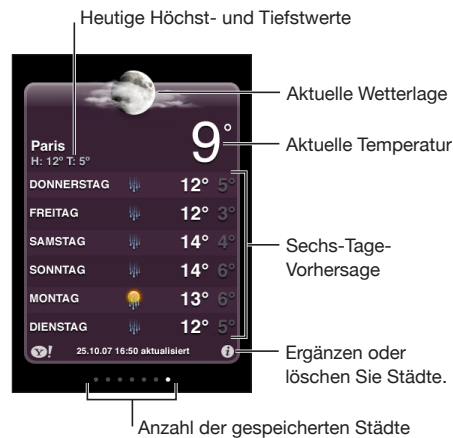 Heutige Höchst- und Tiefstwerte
Aktuelle Wetterlage
9°
Aktuelle Temperatur
Paris
H: 12° T: 5°
DONNERSTAG 12° 5°
FREITAG 12° 3°
SAMSTAG 14° 4°
SONNTAG 14° 6°
MONTAG 13° 6°
DIENSTAG 12° 5°
Sechs-Tage-
Vorhersage
Y! 25.10.07 16:50 aktualisiert i
Ergänzen oder
löschen Sie Städte.
Anzahl der gespeicherten Städte